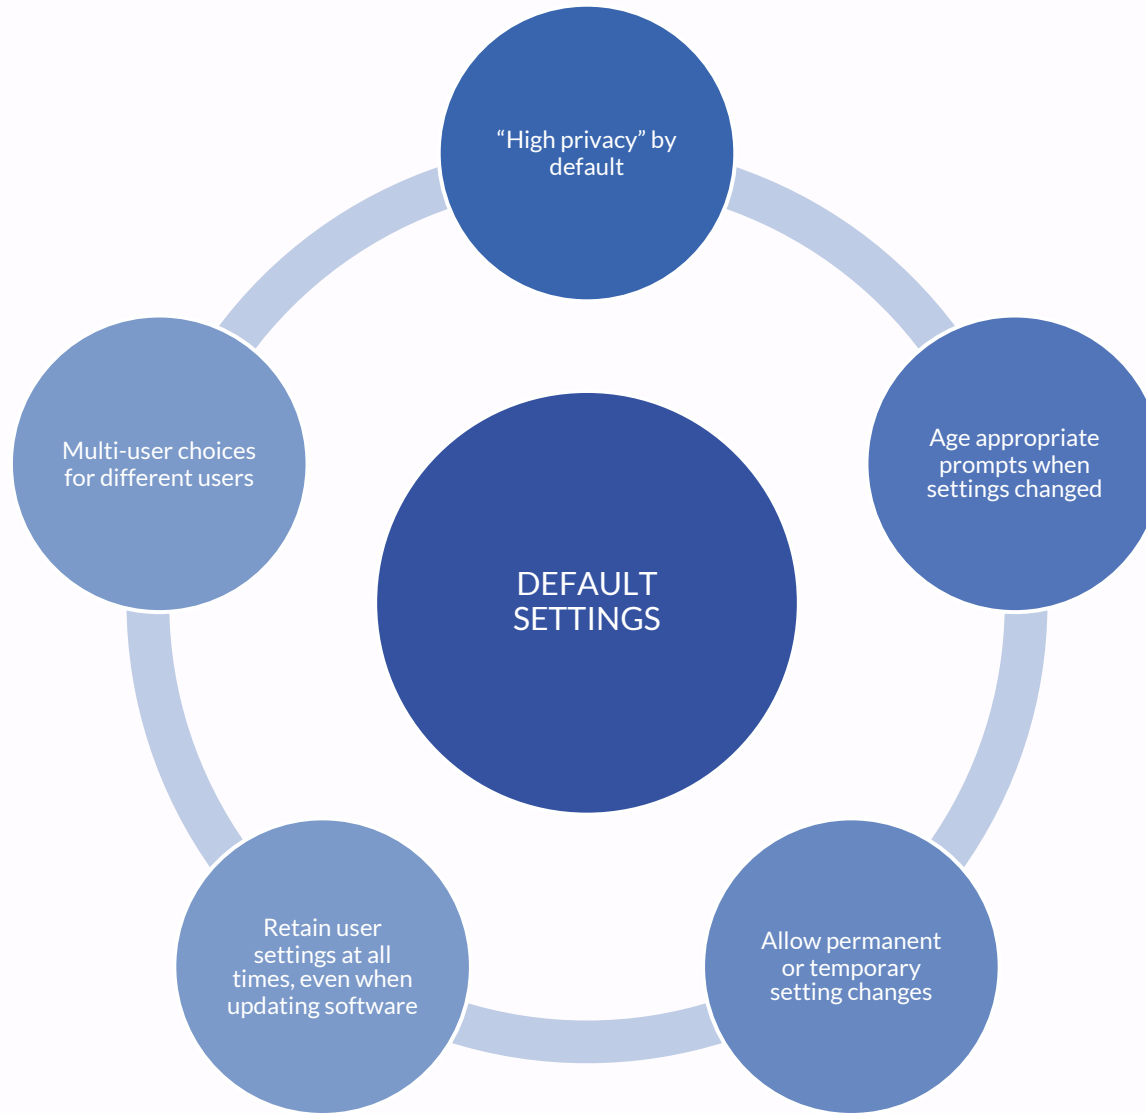 “High privacy” by
default
Age appropriate
prompts when
settings changed
Allow permanent
or temporary
setting changes
Retain user
settings at all
times, even when
updating software
Multi-user choices
for different users
DEFAULT
SETTINGS